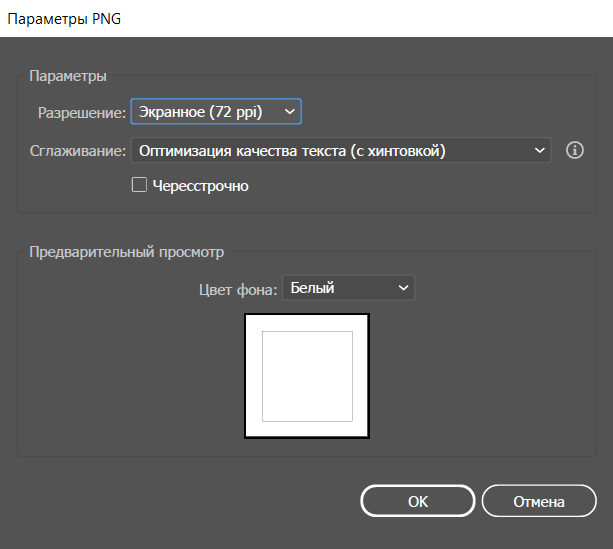 Параметры PNG
Параметры
Разрешение: Экранное (72 ppi)
Сглаживание: Оптимизация качества текста (с хинтовкой)
Чересстрочно
Предварительный просмотр
Цвет фона: Белый
OK Отмена